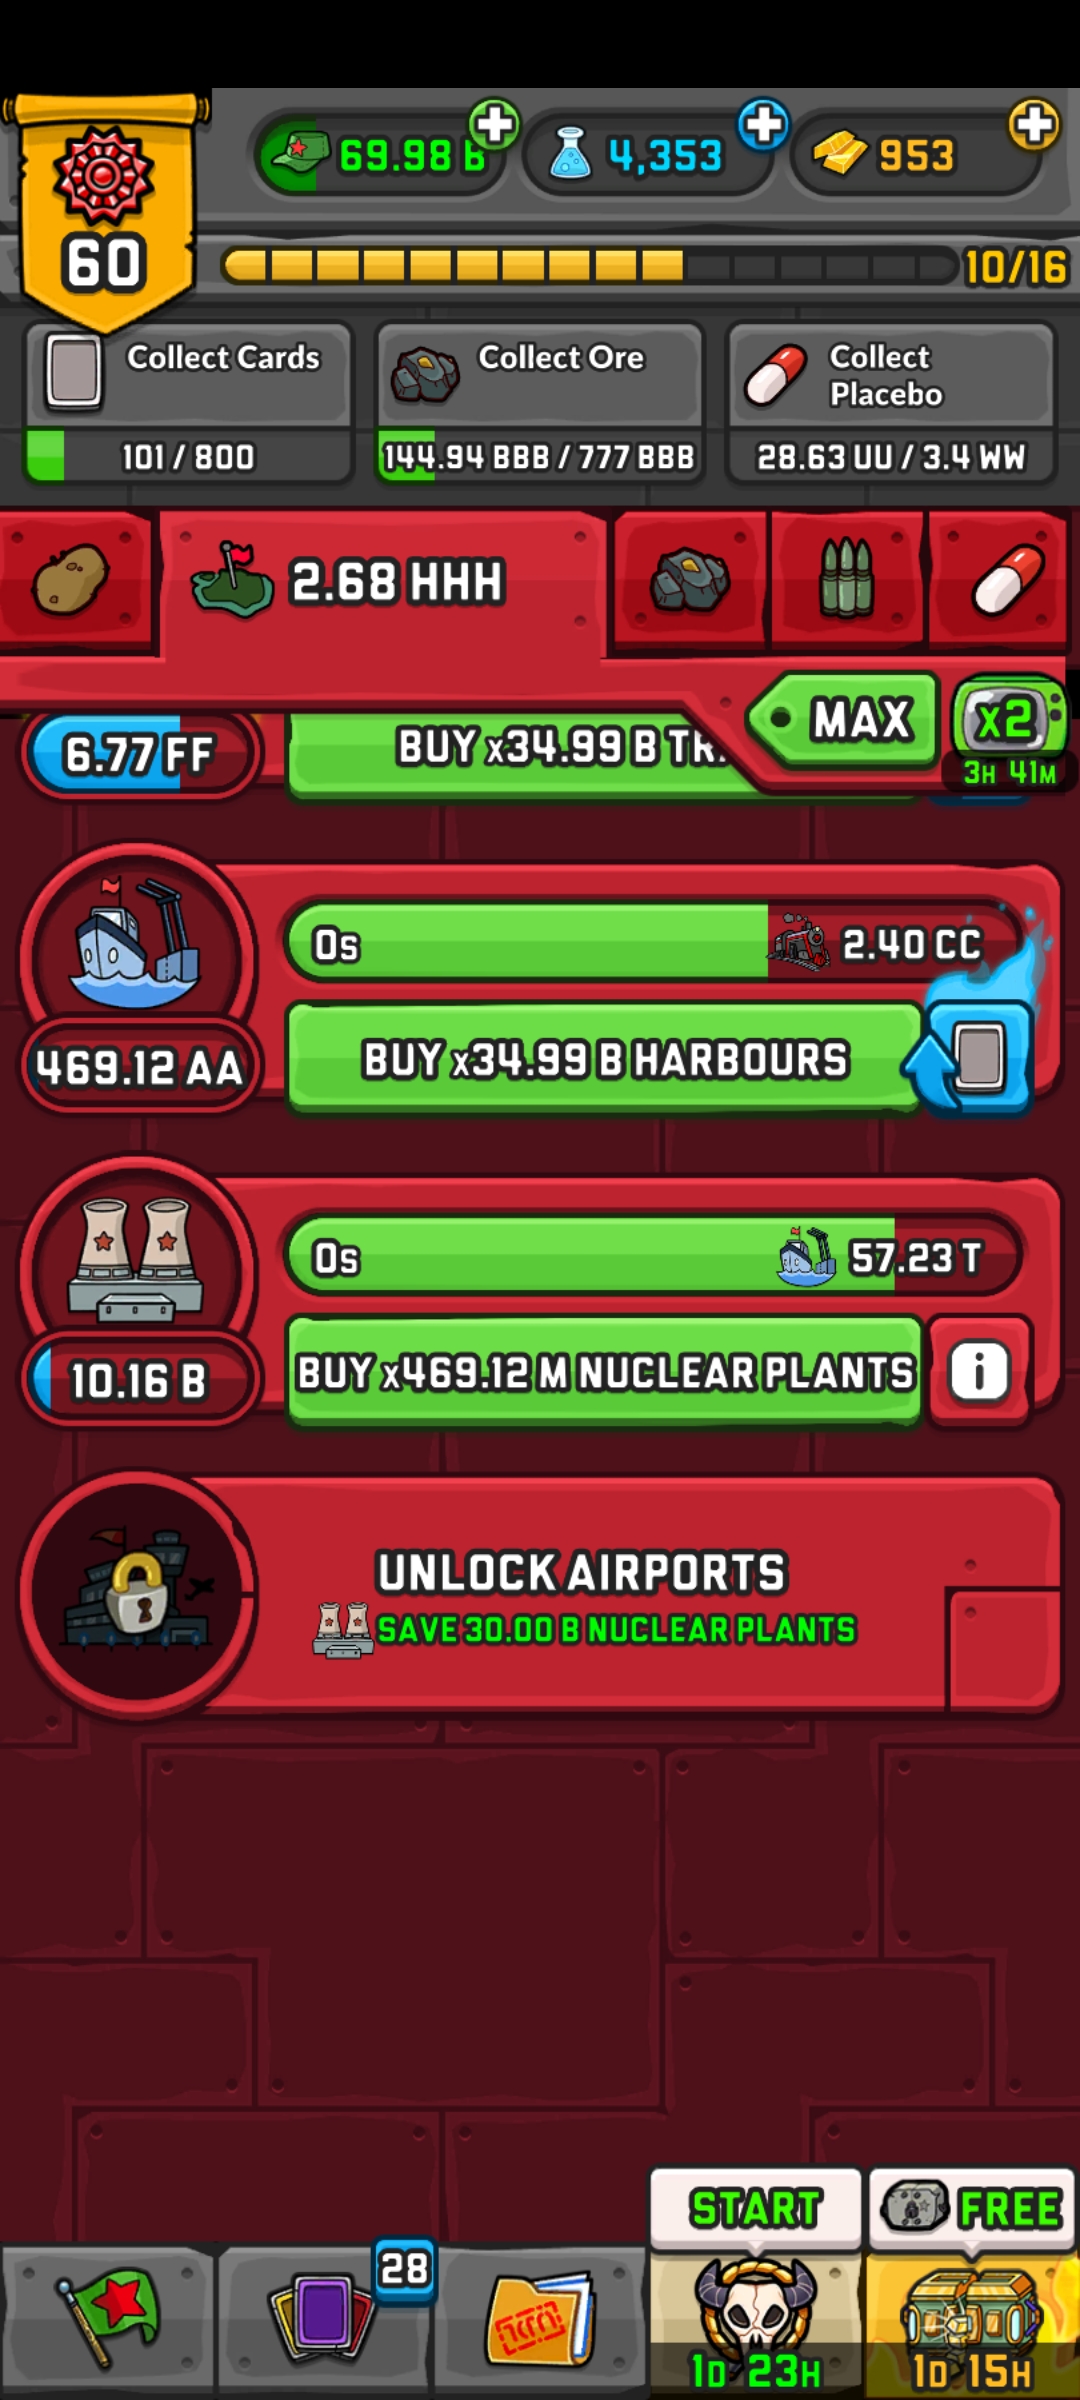 60
69.98 B
4,353
953
10/16
Collect Cards
101 / 800
Collect Ore
144.94 BBB / 777 BBB
Collect
Placebo
28.63 UU / 3.4 WW
2.68 HHH
MAX
x2
3H 41M
6.77 FF
BUY x34.99 B
0s
2.40 CC
469.12 AA
BUY x34.99 B HARBOURS
0s
57.23 T
10.16 B
BUY x469.12 M NUCLEAR PLANTS
i
UNLOCK AIRPORTS
SAVE 30.00 B NUCLEAR PLANTS
START
FREE
28
1D 23H
1D 15H